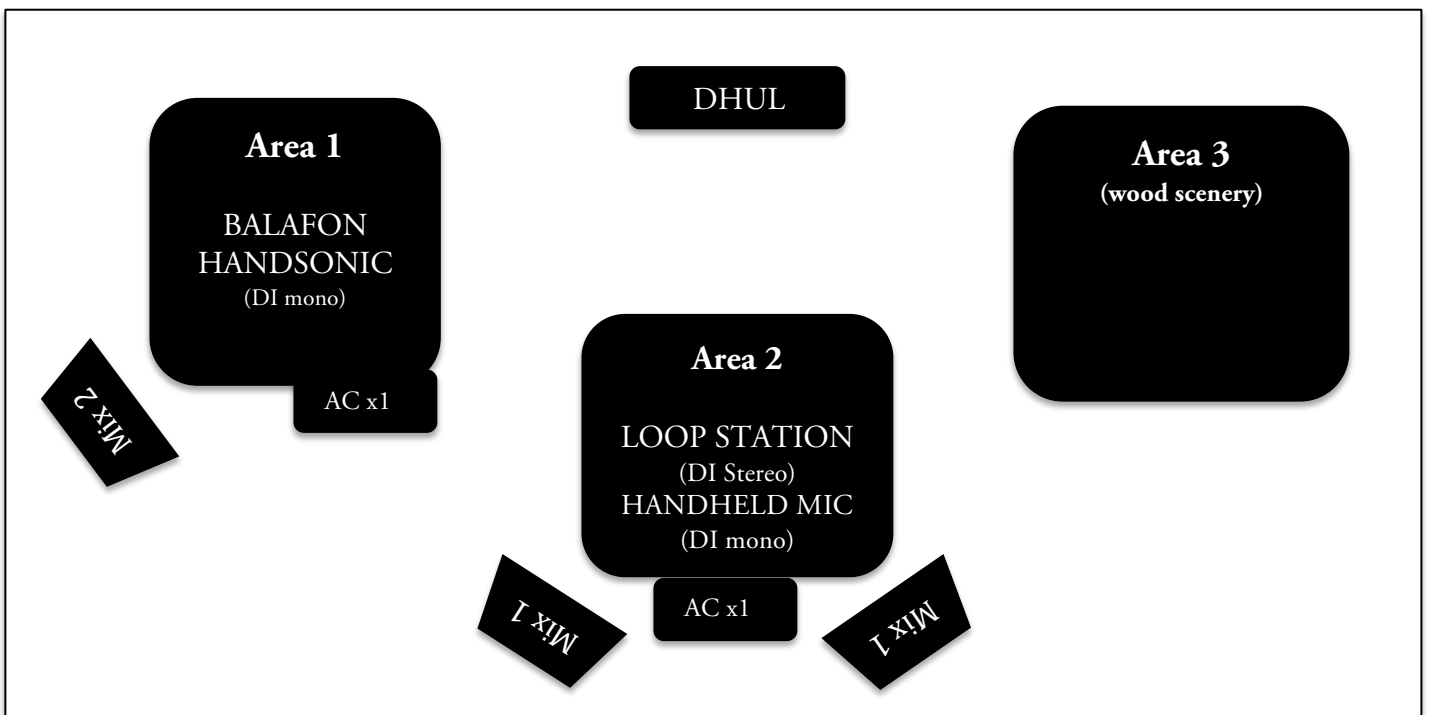 DHUL
Area 1
BALAFON
HANDSONIC
(DI mono)
AC x1
Mix 2
Area 2
LOOP STATION
(DI Stereo)
HANDHELD MIC
(DI mono)
AC x1
Mix 1
Mix 1
Area 3
(wood scenery)